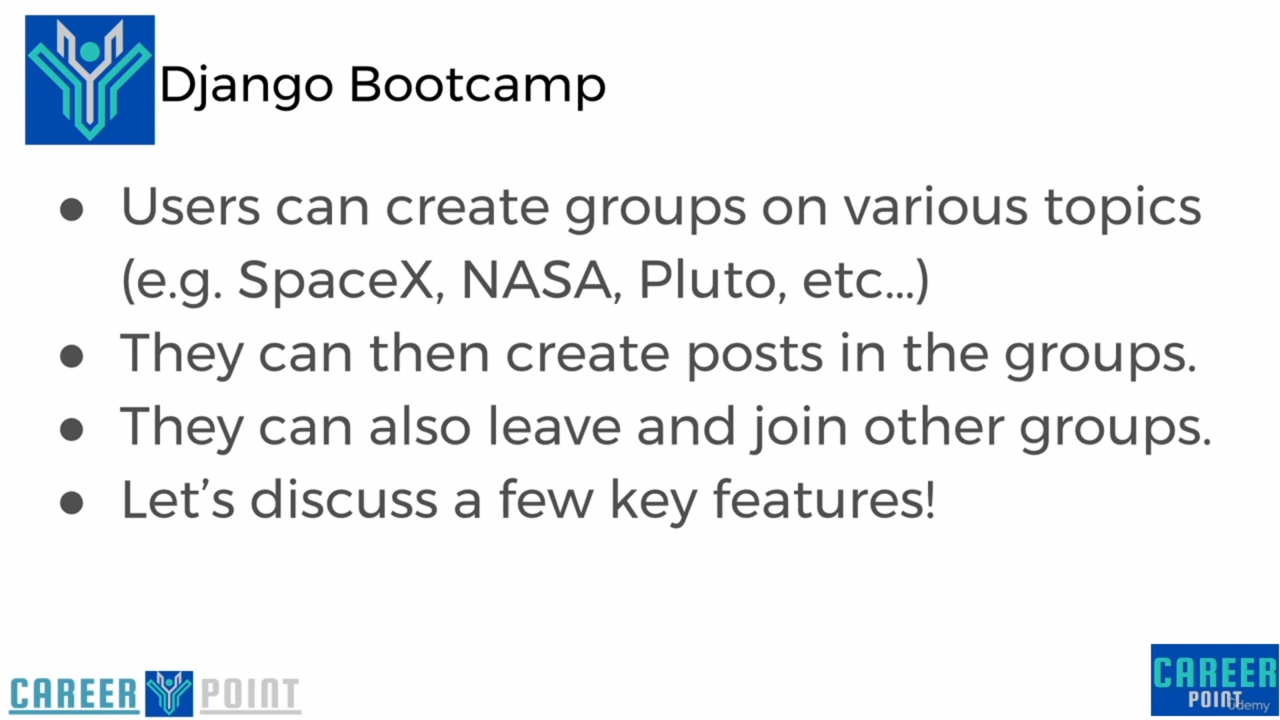 Django Bootcamp
● Users can create groups on various topics
(e.g. SpaceX, NASA, Pluto, etc…)
● They can then create posts in the groups.
● They can also leave and join other groups.
● Let’s discuss a few key features!
CAREER POINT
CAREER
POINT
Udemy